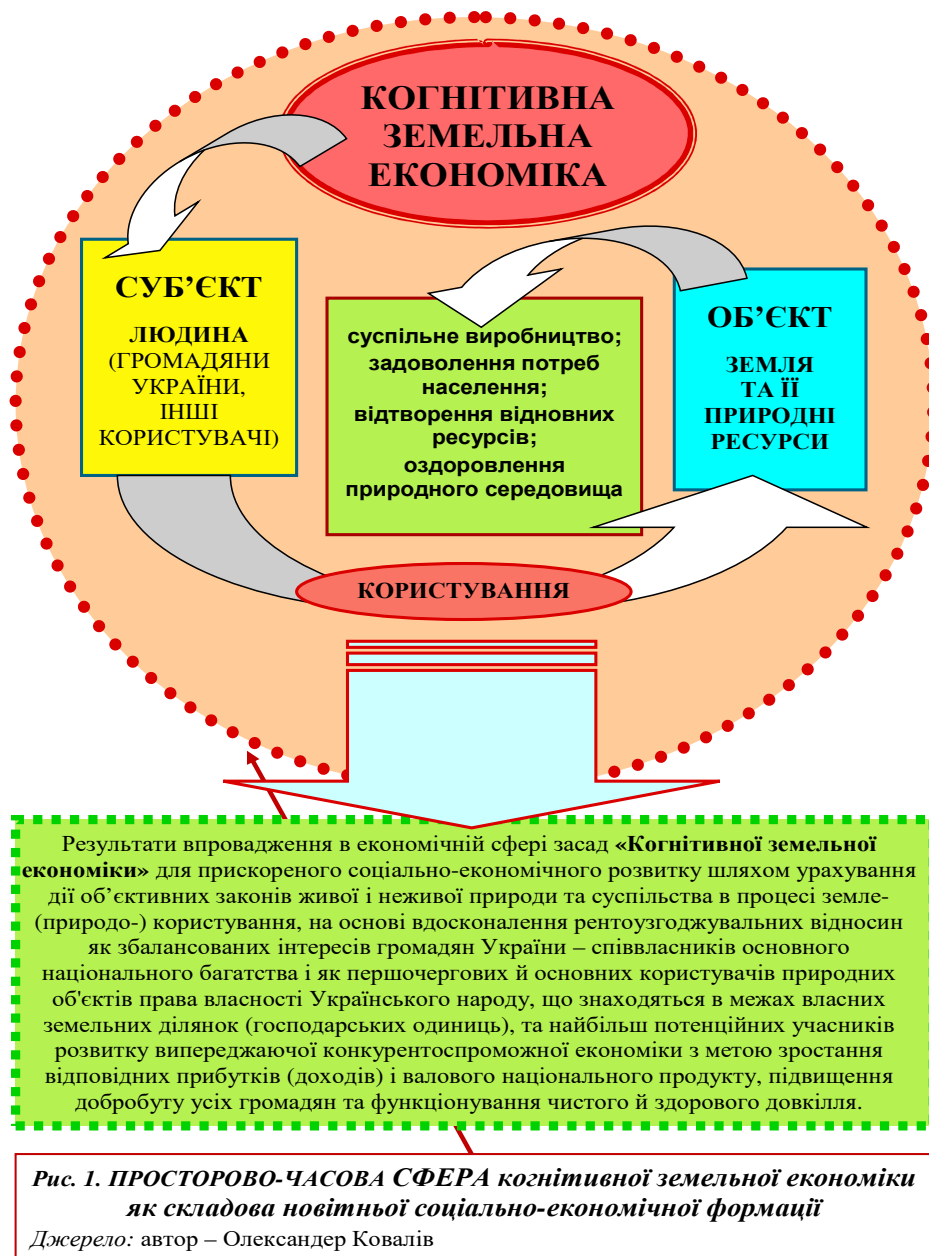 КОГНІТИВНА
ЗЕМЕЛЬНА
ЕКОНОМІКА
СУБ’ЄКТ
ЛЮДИНА
(ГРОМАДЯНИ
УКРАЇНИ,
ІНШІ
КОРИСТУВАЧІ)
суспільне виробництво;
задоволення потреб
населення;
відтворення відновних
ресурсів;
оздоровлення
природного середовища
ОБ’ЄКТ
ЗЕМЛЯ
ТА ЇЇ
ПРИРОДНІ
РЕСУРСИ
КОРИСТУВАННЯ
Результати впровадження в економічній сфері засад «Когнітивної земельної
економіки» для прискореного соціально-економічного розвитку шляхом урахування
дії об’єктивних законів живої і неживої природи та суспільства в процесі земле-
(природо-) користування, на основі вдосконалення рентоузгоджувальних відносин
як збалансованих інтересів громадян України – співвласників основного
національного багатства і як першочергових й основних користувачів природних
об'єктів права власності Українського народу, що знаходяться в межах власних
земельних ділянок (господарських одиниць), та найбільш потенційних учасників
розвитку випереджаючої конкурентоспроможної економіки з метою зростання
відповідних прибутків (доходів) і валового національного продукту, підвищення
добробуту усіх громадян та функціонування чистого й здорового довкілля.
Рис. 1. ПРОСТОРОВО-ЧАСОВА СФЕРА когнітивної земельної економіки
як складова новітньої соціально-економічної формації
Джерело: автор – Олександр Ковалів